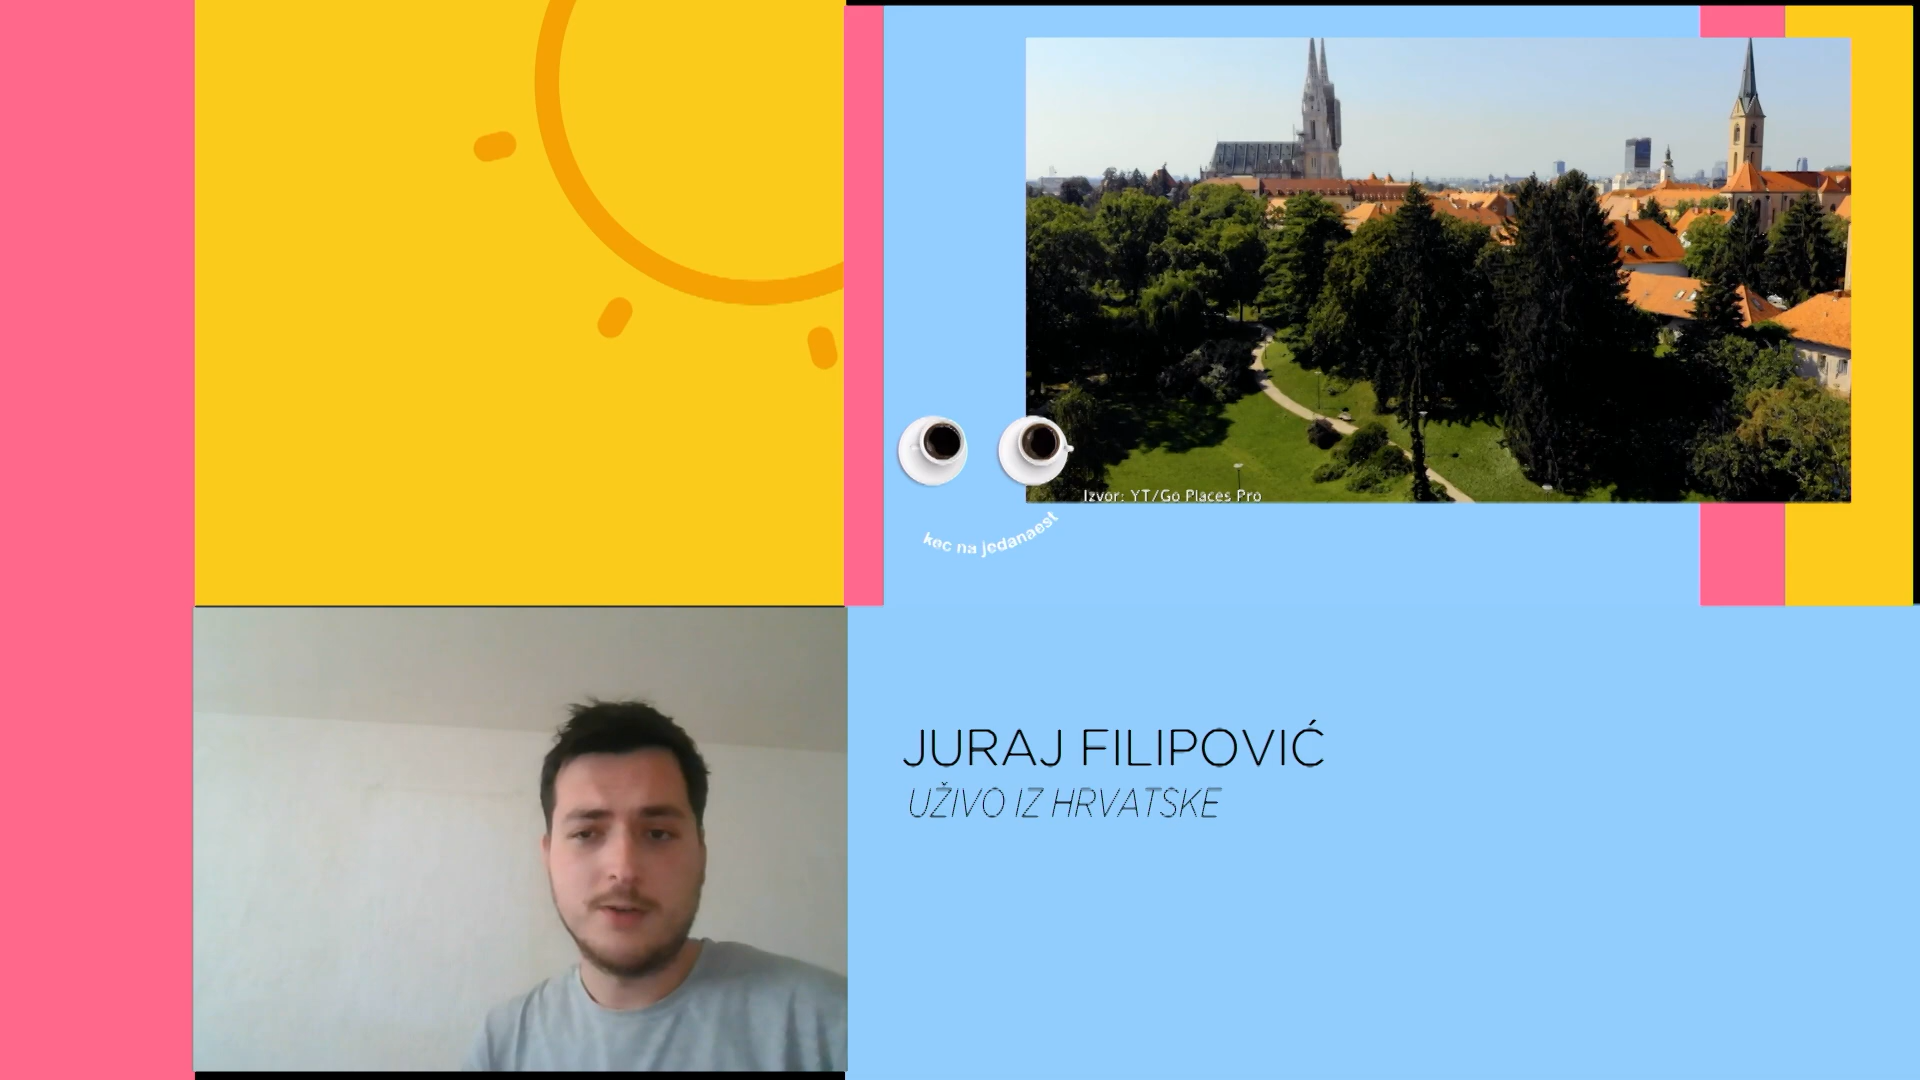 Izvor: YT/Go Places Pro
kec na jedanaest
JURAJ FILIPOVIĆ
UŽIVO IZ HRVATSKE